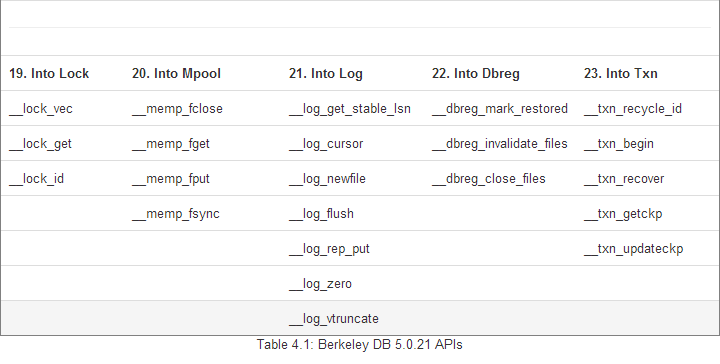 19. Into Lock 20. Into Mpool 21. Into Log 22. Into Dbreg 23. Into Txn
__lock_vec __memp_fclose __log_get_stable_lsn __dbreg_mark_restored __txn_recycle_id
__lock_get __memp_fget __log_cursor __dbreg_invalidate_files __txn_begin
__lock_id __memp_fput __log_newfile __dbreg_close_files __txn_recover
__memp_fsync __log_flush __txn_getckp
__log_rep_put __txn_updateckp
__log_zero
__log_vtruncate
Table 4.1: Berkeley DB 5.0.21 APIs